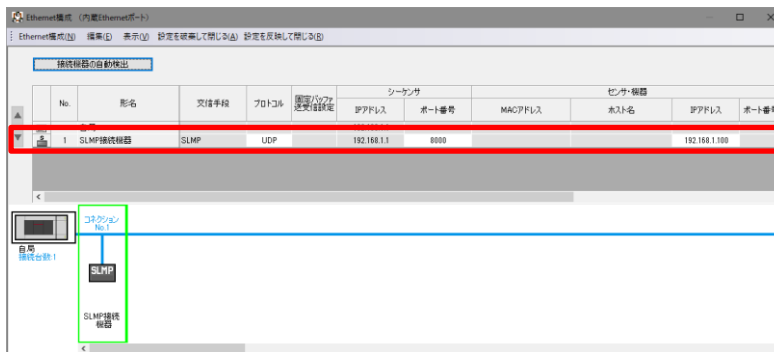 Ethernet構成 (内蔵Ethernetポート)
Ethernet構成(N) 編集(E) 表示(V) 設定を破棄して閉じる(A) 設定を反映して閉じる(R)
接続機器の自動検出
シーケンサ センサ・機器
No. 形名 交信手段 プロトコル 固定バッファ送受信設定 IPアドレス ポート番号 MACアドレス ホスト名 IPアドレス ポート番号
1 SLMP接続機器 SLMP UDP 192.168.1.1 8000 192.168.1.100
コネクション
No.1
自局
接続台数:1
SLMP
SLMP接続
機器